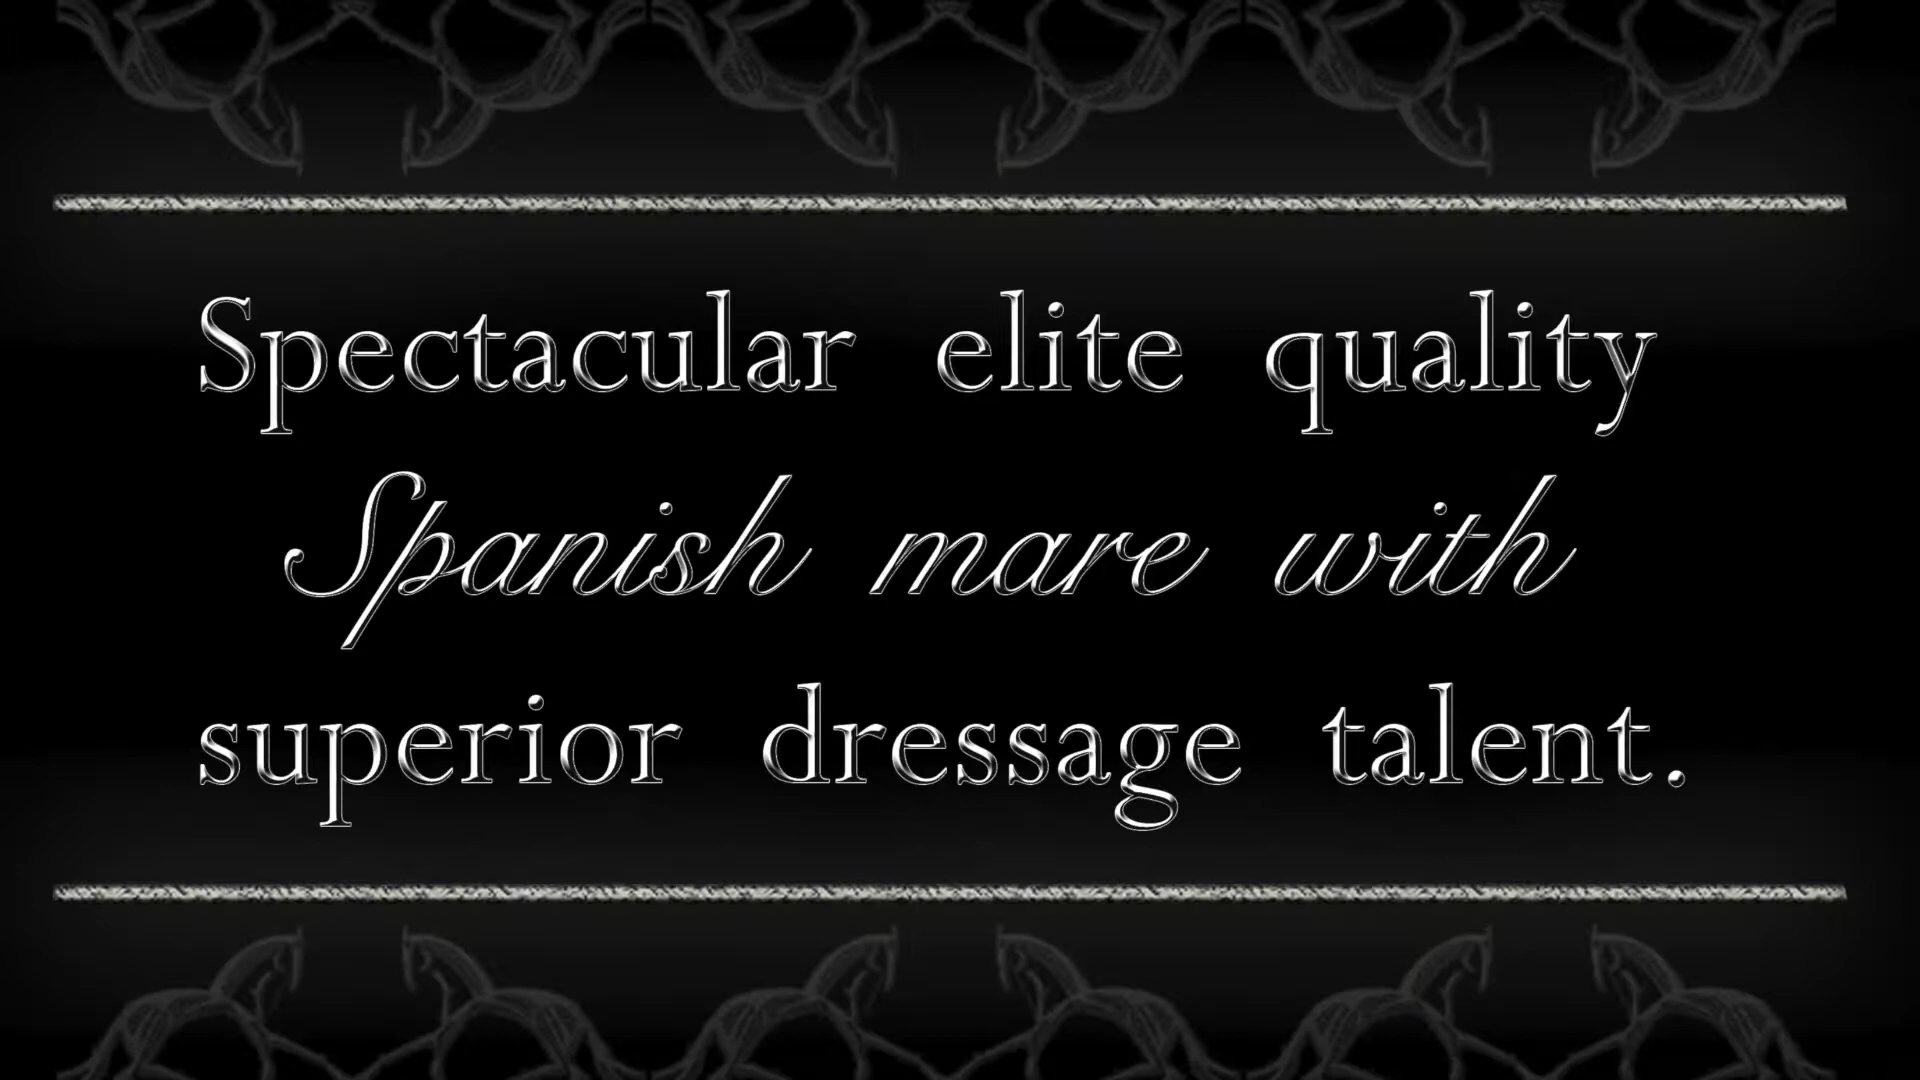 Spectacular elite quality
Spanish mare with
superior dressage talent.